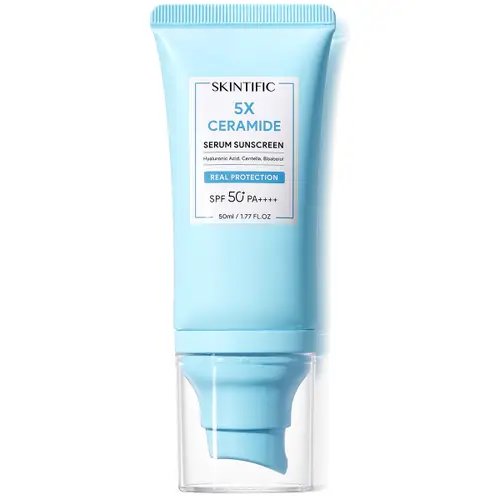 SKINTIFIC
5X
CERAMIDE
SERUM SUNSCREEN
Hyaluronic Acid, Centella, Bisabolol
REAL PROTECTION
SPF 50+ PA++++
50ml / 1.77 FL.OZ